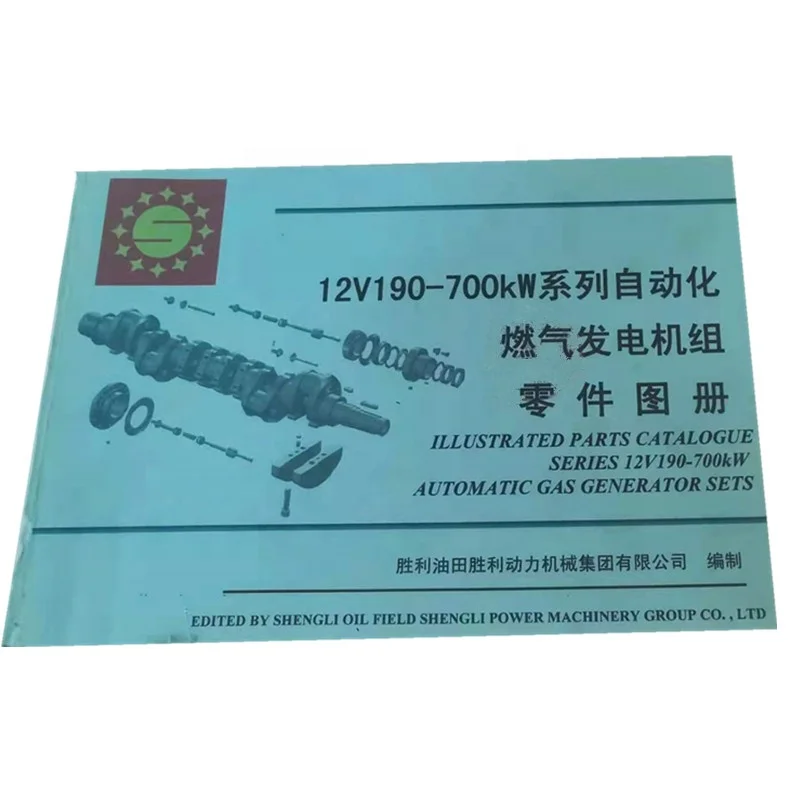 12V190-700kW系列自动化
燃气发电机组
零件图册
ILLUSTRATED PARTS CATALOGUE
SERIES 12V190-700kW
AUTOMATIC GAS GENERATOR SETS
胜利油田胜利动力机械集团有限公司 编制
EDITED BY SHENGLI OIL FIELD SHENGLI POWER MACHINERY GROUP CO., LTD